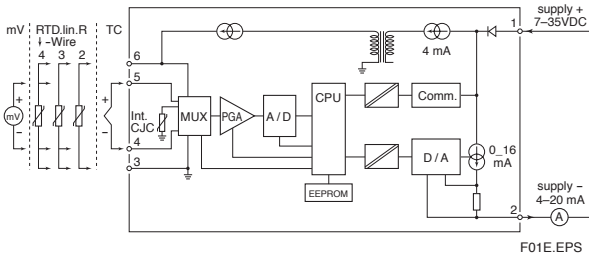 mV
RTD.lin.R
↓ -Wire
4 3 2
TC
6
5
4
3
+
−
mV
+
−
Int.
CJC
MUX
PGA
A / D
CPU
EEPROM
4 mA
Comm.
D / A
0_16
mA
1
supply +
7–35VDC
supply −
4–20 mA
2
A
F01E.EPS